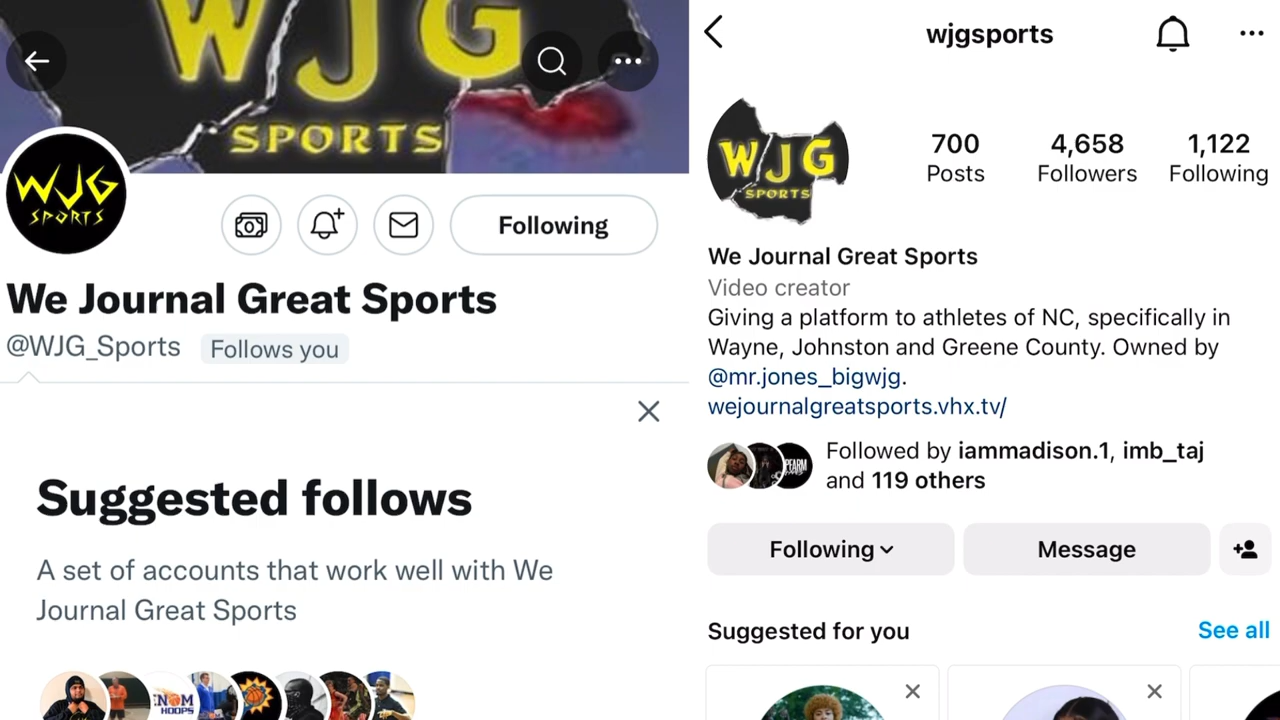 WJG
SPORTS
WJG
SPORTS
Following
We Journal Great Sports
@WJG_Sports Follows you
Suggested follows
A set of accounts that work well with We
Journal Great Sports
HOOPS
wjgsports
WJG
SPORTS
700 4,658 1,122
Posts Followers Following
We Journal Great Sports
Video creator
Giving a platform to athletes of NC, specifically in
Wayne, Johnston and Greene County. Owned by
@mr.jones_bigwjg.
wejournalgreatsports.vhx.tv/
Followed by iammadison.1, imb_taj
and 119 others
Following Message
Suggested for you See all